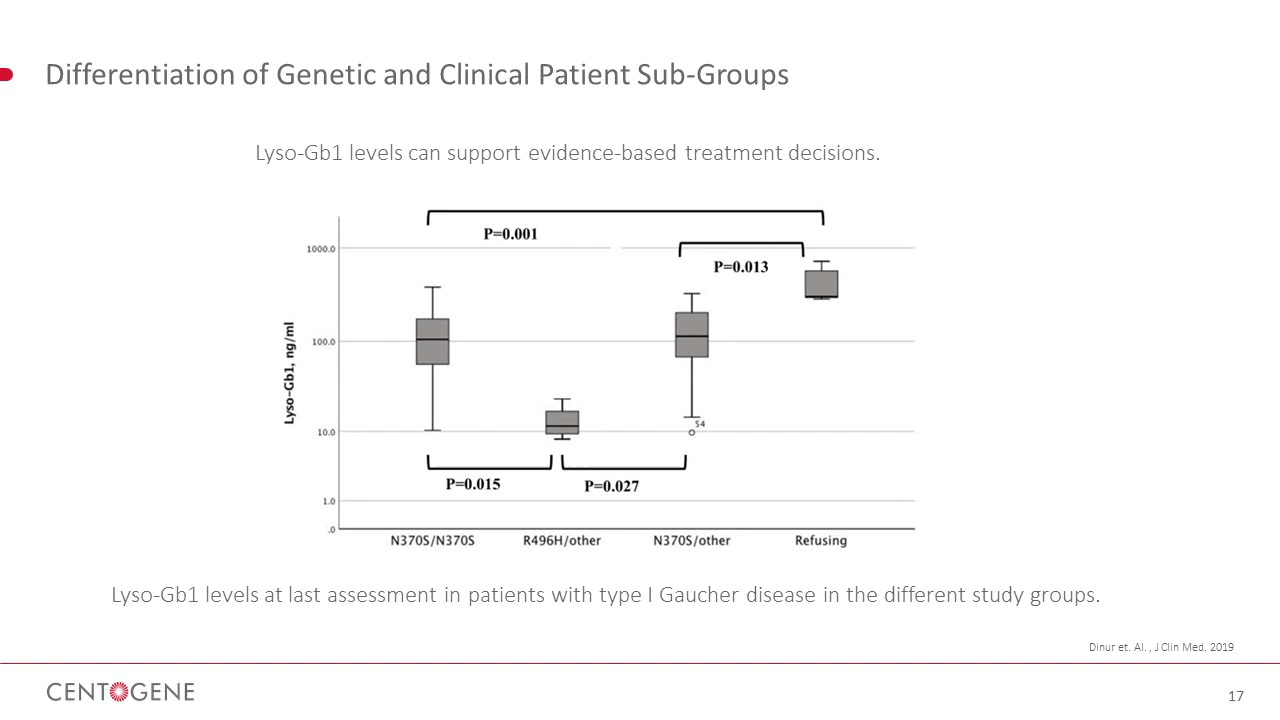 Differentiation of Genetic and Clinical Patient Sub-Groups
Lyso-Gb1 levels can support evidence-based treatment decisions.
P=0.001
P=0.013
Lyso-Gb1, ng/ml
1000.0
100.0
10.0
1.0
.0
54
P=0.015
P=0.027
N370S/N370S
R496H/other
N370S/other
Refusing
Lyso-Gb1 levels at last assessment in patients with type I Gaucher disease in the different study groups.
Dinur et. Al. , J Clin Med. 2019
CENTOGENE
17